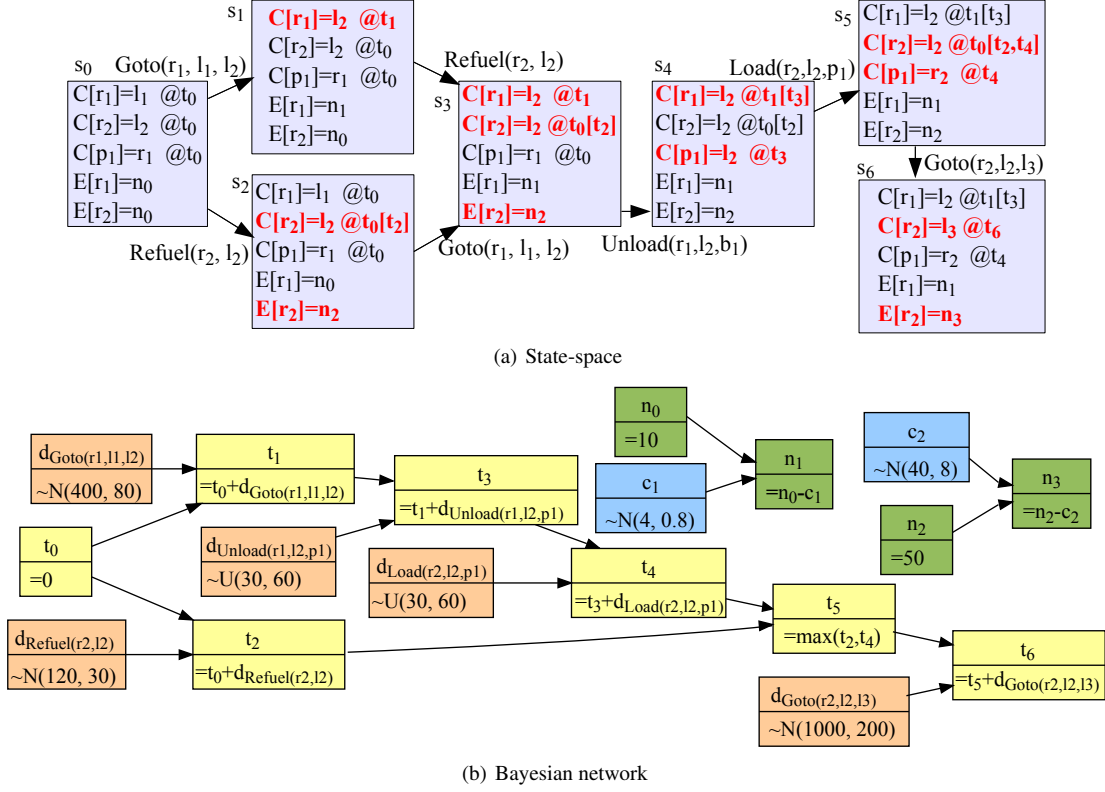 s₀
C[r₁]=l₁ @t₀
C[r₂]=l₂ @t₀
C[p₁]=r₁ @t₀
E[r₁]=n₀
E[r₂]=n₀
Goto(r₁, l₁, l₂)
Refuel(r₂, l₂)
s₁
C[r₁]=l₂ @t₁
C[r₂]=l₂ @t₀
C[p₁]=r₁ @t₀
E[r₁]=n₁
E[r₂]=n₀
s₂
C[r₁]=l₁ @t₀
C[r₂]=l₂ @t₀[t₂]
C[p₁]=r₁ @t₀
E[r₁]=n₀
E[r₂]=n₂
Refuel(r₂, l₂)
Goto(r₁, l₁, l₂)
s₃
C[r₁]=l₂ @t₁
C[r₂]=l₂ @t₀[t₂]
C[p₁]=r₁ @t₀
E[r₁]=n₁
E[r₂]=n₂
Unload(r₁,l₂,b₁)
s₄
C[r₁]=l₂ @t₁[t₃]
C[r₂]=l₂ @t₀[t₂]
C[p₁]=l₂ @t₃
E[r₁]=n₁
E[r₂]=n₂
Load(r₂,l₂,p₁)
s₅
C[r₁]=l₂ @t₁[t₃]
C[r₂]=l₂ @t₀[t₂,t₄]
C[p₁]=r₂ @t₄
E[r₁]=n₁
E[r₂]=n₂
Goto(r₂,l₂,l₃)
s₆
C[r₁]=l₂ @t₁[t₃]
C[r₂]=l₃ @t₆
C[p₁]=r₂ @t₄
E[r₁]=n₁
E[r₂]=n₃
(a) State-space
d_Goto(r1,l1,l2)
~N(400, 80)
t₀
=0
d_Refuel(r2,l2)
~N(120, 30)
t₁
=t₀+d_Goto(r1,l1,l2)
d_Unload(r1,l2,p1)
~U(30, 60)
t₂
=t₀+d_Refuel(r2,l2)
t₃
=t₁+d_Unload(r1,l2,p1)
d_Load(r2,l2,p1)
~U(30, 60)
t₄
=t₃+d_Load(r2,l2,p1)
n₀
=10
c₁
~N(4, 0.8)
n₁
=n₀-c₁
c₂
~N(40, 8)
n₂
=50
n₃
=n₂-c₂
t₅
=max(t₂,t₄)
d_Goto(r2,l2,l3)
~N(1000, 200)
t₆
=t₅+d_Goto(r2,l2,l3)
(b) Bayesian network